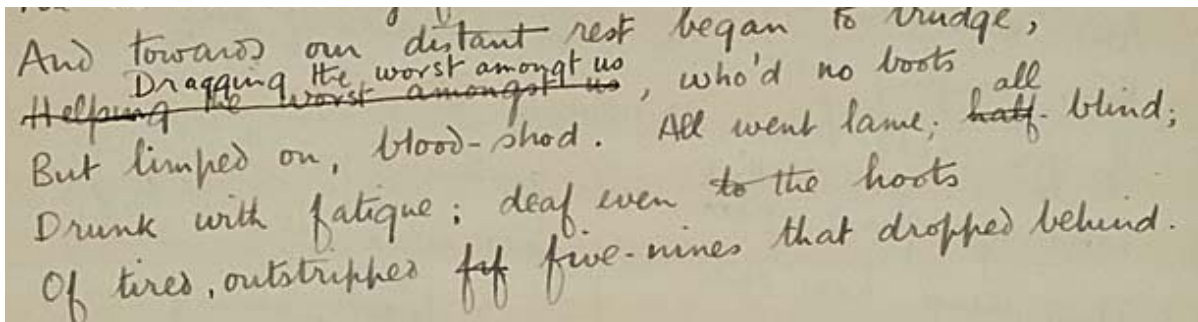 And towards our distant rest began to trudge,
Dragging the worst amongt us
Helping the worst amongst us, who'd no boots
all
But limped on, blood-shod. All went lame; half-blind;
Drunk with fatigue; deaf even to the hoots
Of tired, outstripped fif five-nines that dropped behind.